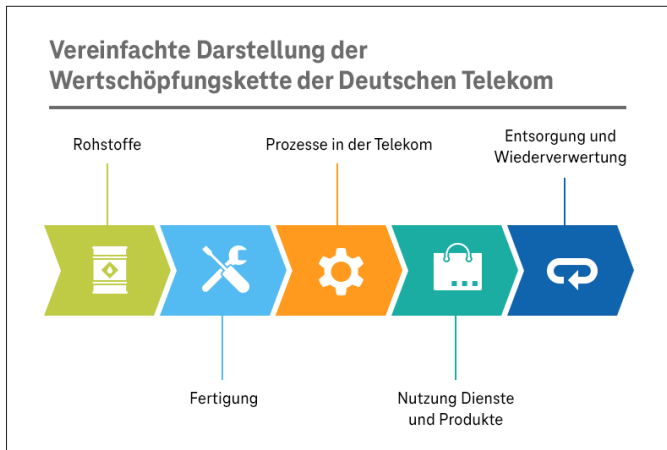 Vereinfachte Darstellung der
Wertschöpfungskette der Deutschen Telekom
Rohstoffe
Prozesse in der Telekom
Entsorgung und
Wiederverwertung
Fertigung
Nutzung Dienste
und Produkte